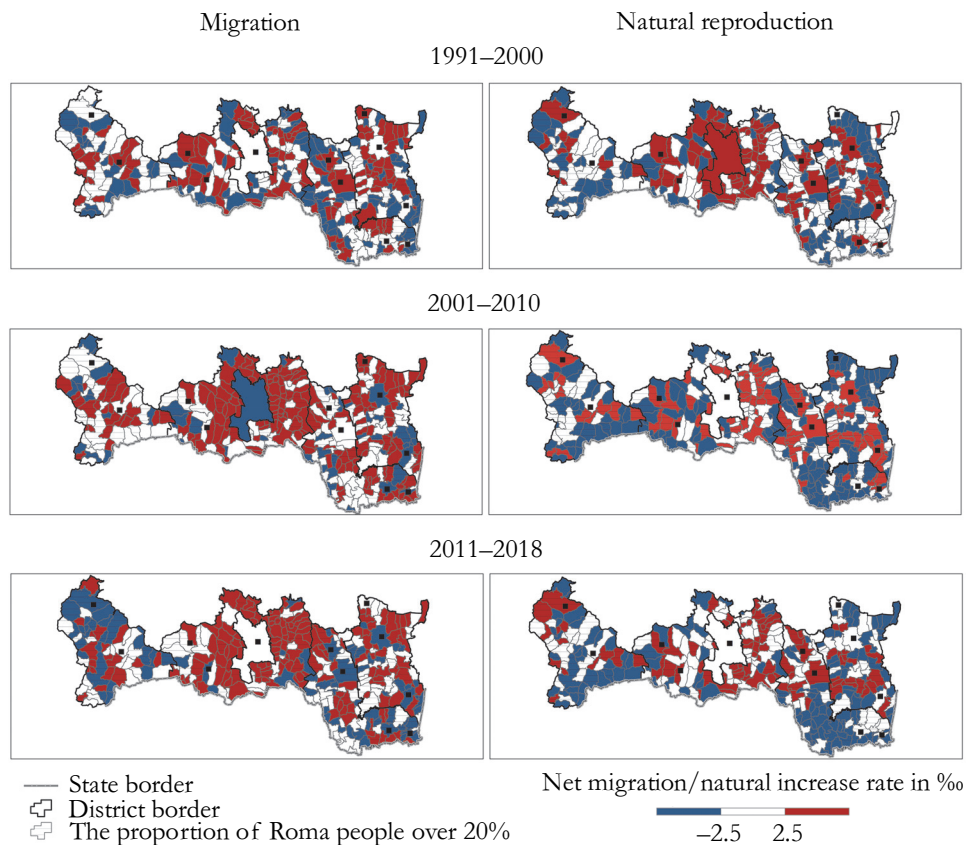 Migration
Natural reproduction
1991–2000
2001–2010
2011–2018
State border
District border
The proportion of Roma people over 20%
Net migration/natural increase rate in ‰
–2.5 2.5